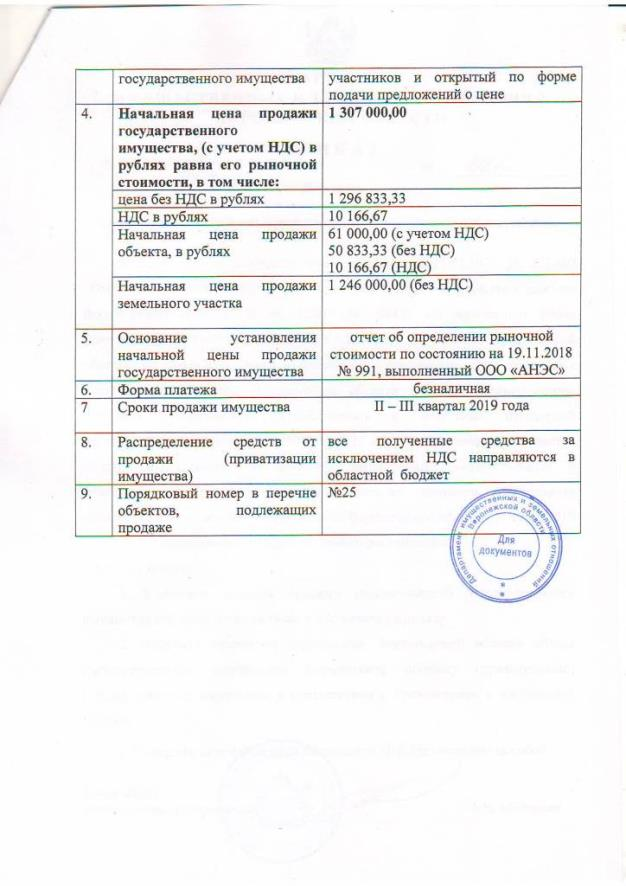 государственного имущества
участников и открытый по форме
подачи предложений о цене
4.
Начальная цена продажи
государственного
имущества, (с учетом НДС) в
рублях равна его рыночной
стоимости, в том числе:
1 307 000,00
цена без НДС в рублях
1 296 833,33
НДС в рублях
10 166,67
Начальная цена продажи
объекта, в рублях
61 000,00 (с учетом НДС)
50 833,33 (без НДС)
10 166,67 (НДС)
Начальная цена продажи
земельного участка
1 246 000,00 (без НДС)
5.
Основание установления
начальной цены продажи
государственного имущества
отчет об определении рыночной
стоимости по состоянию на 19.11.2018
№ 991, выполненный ООО «АНЭС»
6.
Форма платежа
безналичная
7
Сроки продажи имущества
II – III квартал 2019 года
8.
Распределение средств от
продажи (приватизации
имущества)
все полученные средства за
исключением НДС направляются в
областной бюджет
9.
Порядковый номер в перечне
объектов, подлежащих
продаже
№25
Департамент имущественных и земельных отношений
Воронежской области
Для
документов